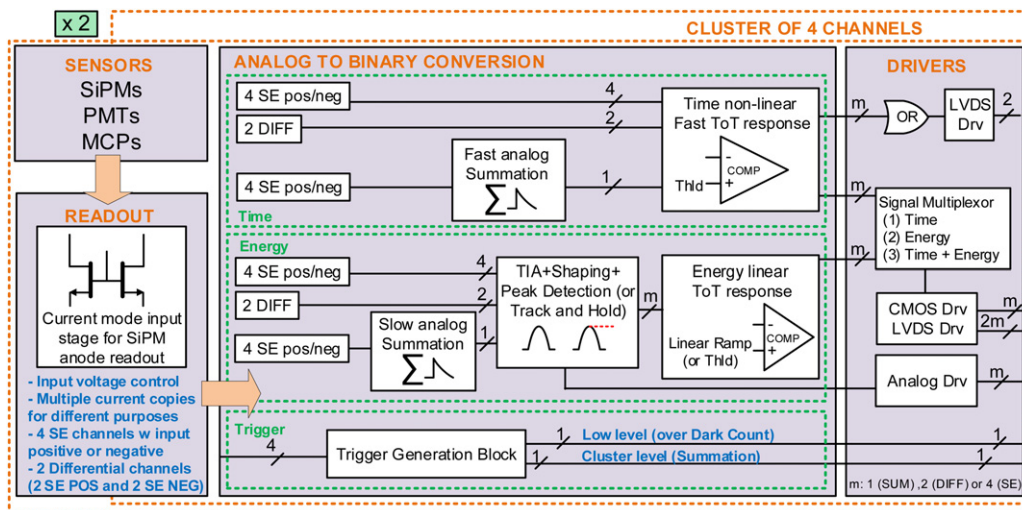 x 2
CLUSTER OF 4 CHANNELS
SENSORS
SiPMs
PMTs
MCPs
READOUT
Current mode input
stage for SiPM
anode readout
- Input voltage control
- Multiple current copies
for different purposes
- 4 SE channels w input
positive or negative
- 2 Differential channels
(2 SE POS and 2 SE NEG)
ANALOG TO BINARY CONVERSION
4 SE pos/neg
4
2 DIFF
2
4 SE pos/neg
Fast analog
Summation
∑
1
Time non-linear
Fast ToT response
-
COMP
Thld
+
Time
Energy
4 SE pos/neg
4
2 DIFF
2
4 SE pos/neg
Slow analog
Summation
∑
1
TIA+Shaping+
Peak Detection (or
Track and Hold)
m
Energy linear
ToT response
-
Linear Ramp
(or Thld)
COMP
+
Trigger
4
Trigger Generation Block
1
Low level (over Dark Count)
1
Cluster level (Summation)
DRIVERS
m
OR
LVDS
Drv
2
m
Signal Multiplexor
(1) Time
(2) Energy
(3) Time + Energy
m
CMOS Drv
LVDS Drv
m
2m
Analog Drv
m
1
1
m: 1 (SUM) ,2 (DIFF) or 4 (SE)